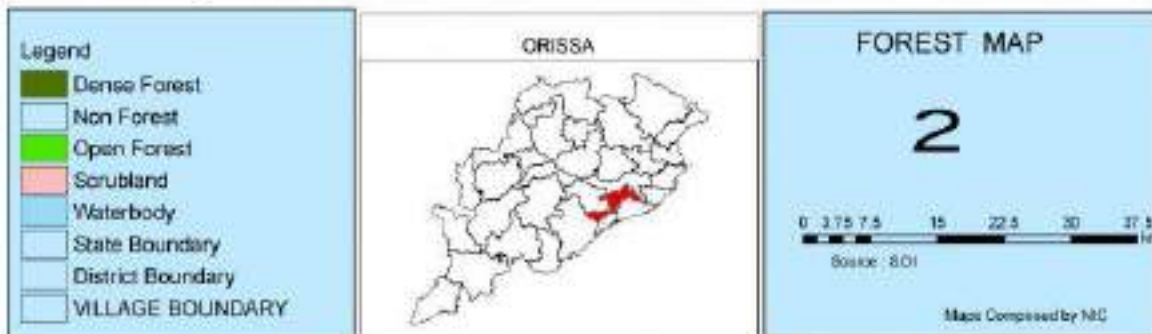 Legend
Dense Forest
Non Forest
Open Forest
Scrubland
Waterbody
State Boundary
District Boundary
VILLAGE BOUNDARY
ORISSA
FOREST MAP
2
0 3.75 7.5 15 22.5 30 37.5
Source : SOI
Maps Composed by NIC